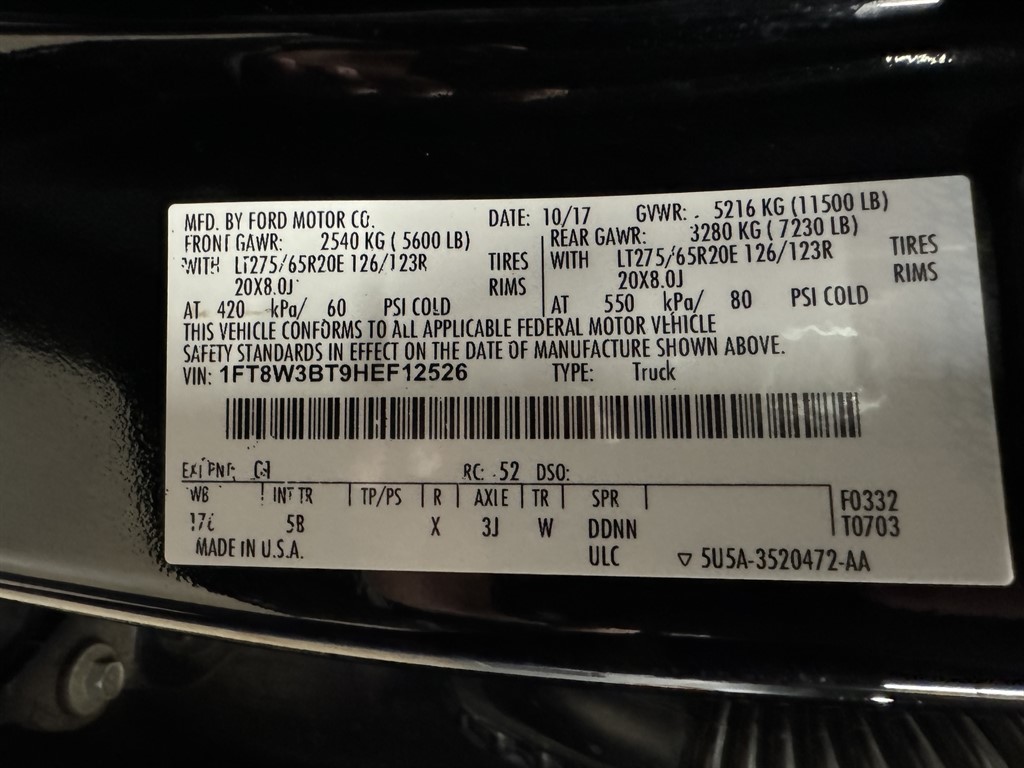 MFD. BY FORD MOTOR CO. DATE: 10/17 GVWR: 5216 KG (11500 LB)
FRONT GAWR: 2540 KG ( 5600 LB) REAR GAWR: 3280 KG ( 7230 LB)
WITH LT275/65R20E 126/123R TIRES WITH LT275/65R20E 126/123R TIRES
20X8.0J RIMS 20X8.0J RIMS
AT 420 kPa/ 60 PSI COLD AT 550 kPa/ 80 PSI COLD
THIS VEHICLE CONFORMS TO ALL APPLICABLE FEDERAL MOTOR VEHICLE
SAFETY STANDARDS IN EFFECT ON THE DATE OF MANUFACTURE SHOWN ABOVE.
VIN: 1FT8W3BT9HEF12526 TYPE: Truck
EXT PNT: RC: 52 DSO:
WB INT TR TP/PS R AXLE TR SPR F0332
5B X 3J W DDNN T0703
MADE IN U.S.A. ULC ▽ 5U5A-3520472-AA